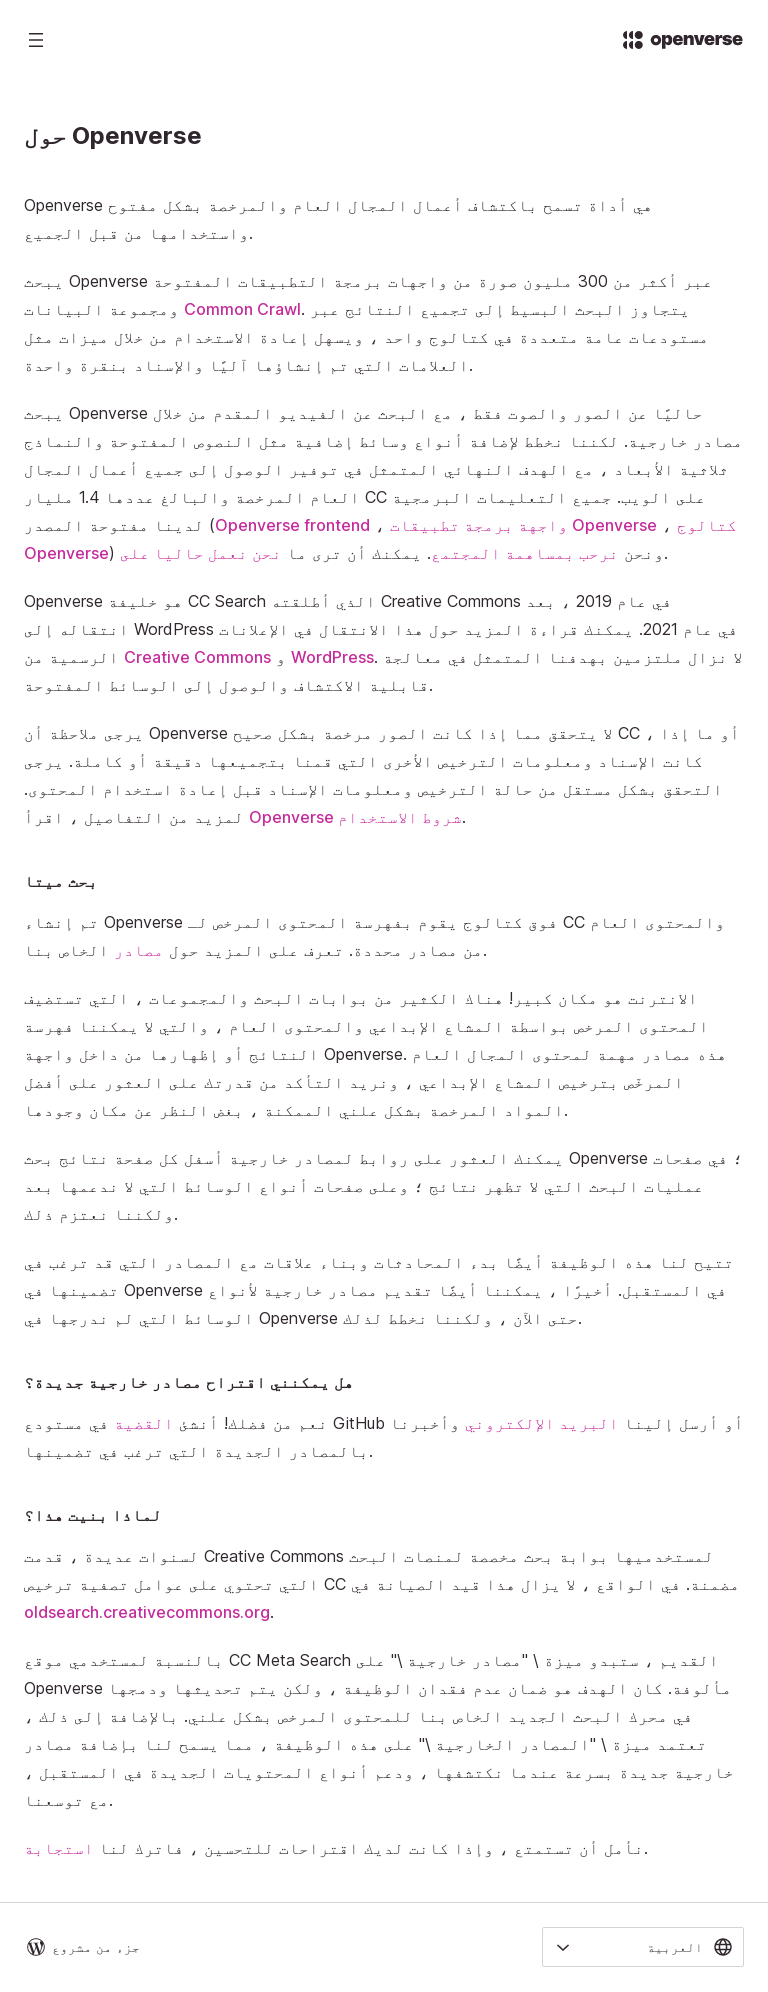 openverse
حول Openverse
Openverse هي أداة تسمح باكتشاف أعمال المجال العام والمرخصة بشكل مفتوح
واستخدامها من قبل الجميع.
يبحث Openverse عبر أكثر من 300 مليون صورة من واجهات برمجة التطبيقات المفتوحة
ومجموعة البيانات Common Crawl. يتجاوز البحث البسيط إلى تجميع النتائج عبر
مستودعات عامة متعددة في كتالوج واحد ، ويسهل إعادة الاستخدام من خلال ميزات مثل
العلامات التي تم إنشاؤها آليًا والإسناد بنقرة واحدة.
يبحث Openverse حاليًا عن الصور والصوت فقط ، مع البحث عن الفيديو المقدم من خلال
مصادر خارجية. لكننا نخطط لإضافة أنواع وسائط إضافية مثل النصوص المفتوحة والنماذج
ثلاثية الأبعاد ، مع الهدف النهائي المتمثل في توفير الوصول إلى جميع أعمال المجال
العام المرخصة والبالغ عددها 1.4 مليار CC على الويب. جميع التعليمات البرمجية
لدينا مفتوحة المصدر (Openverse frontend ، واجهة برمجة تطبيقات Openverse ، كتالوج
Openverse) ونحن نرحب بمساهمة المجتمع. يمكنك أن ترى ما نحن نعمل حاليا على.
Openverse هو خليفة CC Search الذي أطلقته Creative Commons في عام 2019 ، بعد
انتقاله إلى WordPress في عام 2021. يمكنك قراءة المزيد حول هذا الانتقال في الإعلانات
الرسمية من Creative Commons و WordPress. لا نزال ملتزمين بهدفنا المتمثل في معالجة
قابلية الاكتشاف والوصول إلى الوسائط المفتوحة.
يرجى ملاحظة أن Openverse لا يتحقق مما إذا كانت الصور مرخصة بشكل صحيح CC ، أو ما إذا
كانت الإسناد ومعلومات الترخيص الأخرى التي قمنا بتجميعها دقيقة أو كاملة. يرجى
التحقق بشكل مستقل من حالة الترخيص ومعلومات الإسناد قبل إعادة استخدام المحتوى.
لمزيد من التفاصيل ، اقرأ شروط الاستخدام Openverse.
بحث ميتا
تم إنشاء Openverse فوق كتالوج يقوم بفهرسة المحتوى المرخص لـ CC والمحتوى العام
من مصادر محددة. تعرف على المزيد حول مصادر الخاص بنا.
الانترنت هو مكان كبير! هناك الكثير من بوابات البحث والمجموعات ، التي تستضيف
المحتوى المرخص بواسطة المشاع الإبداعي والمحتوى العام ، والتي لا يمكننا فهرسة
النتائج أو إظهارها من داخل واجهة Openverse. هذه مصادر مهمة لمحتوى المجال العام
المرخّص بترخيص المشاع الإبداعي ، ونريد التأكد من قدرتك على العثور على أفضل
المواد المرخصة بشكل علني الممكنة ، بغض النظر عن مكان وجودها.
يمكنك العثور على روابط لمصادر خارجية أسفل كل صفحة نتائج بحث Openverse ؛ في صفحات
عمليات البحث التي لا تظهر نتائج ؛ وعلى صفحات أنواع الوسائط التي لا ندعمها بعد
ولكننا نعتزم ذلك.
تتيح لنا هذه الوظيفة أيضًا بدء المحادثات وبناء علاقات مع المصادر التي قد ترغب في
تضمينها في Openverse في المستقبل. أخيرًا ، يمكننا أيضًا تقديم مصادر خارجية لأنواع
الوسائط التي لم ندرجها في Openverse حتى الآن ، ولكننا نخطط لذلك.
هل يمكنني اقتراح مصادر خارجية جديدة؟
نعم من فضلك! أنشئ القضية في مستودع GitHub أو أرسل إلينا البريد الإلكتروني وأخبرنا
بالمصادر الجديدة التي ترغب في تضمينها.
لماذا بنيت هذا؟
لسنوات عديدة ، قدمت Creative Commons لمستخدميها بوابة بحث مخصصة لمنصات البحث
التي تحتوي على عوامل تصفية ترخيص CC مضمنة. في الواقع ، لا يزال هذا قيد الصيانة في
oldsearch.creativecommons.org.
بالنسبة لمستخدمي موقع CC Meta Search القديم ، ستبدو ميزة \ "مصادر خارجية \" على
Openverse مألوفة. كان الهدف هو ضمان عدم فقدان الوظيفة ، ولكن يتم تحديثها ودمجها
في محرك البحث الجديد الخاص بنا للمحتوى المرخص بشكل علني. بالإضافة إلى ذلك ،
تعتمد ميزة \ "المصادر الخارجية \" على هذه الوظيفة ، مما يسمح لنا بإضافة مصادر
خارجية جديدة بسرعة عندما نكتشفها ، ودعم أنواع المحتويات الجديدة في المستقبل ،
مع توسعنا.
نأمل أن تستمتع ، وإذا كانت لديك اقتراحات للتحسين ، فاترك لنا استجابة.
جزء من مشروع
العربية